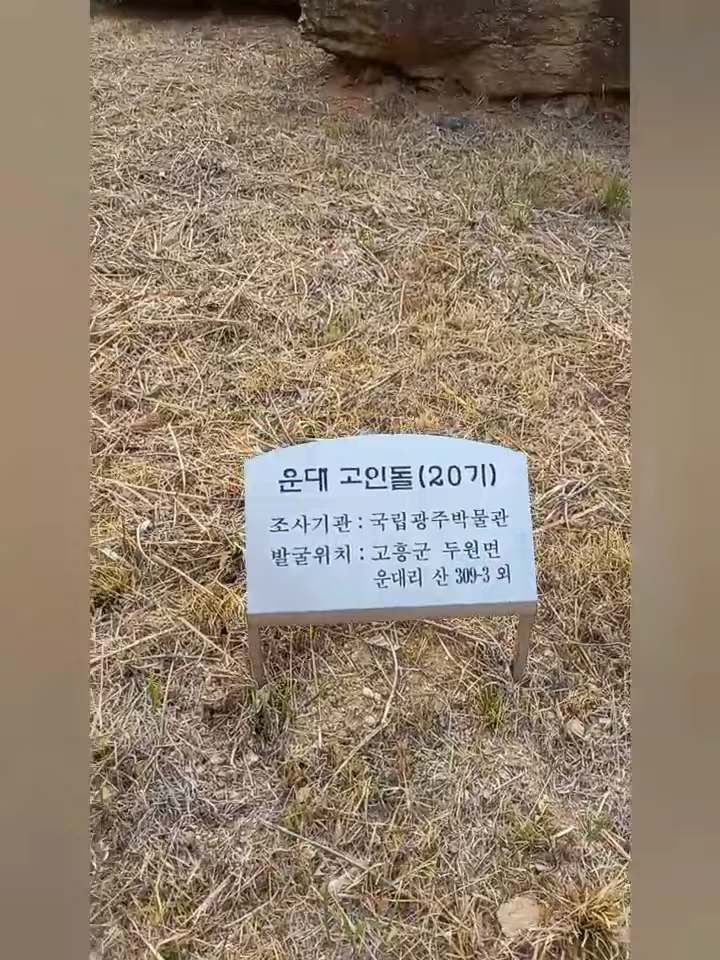 운대 고인돌(20기)
조사기관 : 국립광주박물관
발굴위치 : 고흥군 두원면
운대리 산 309-3 외